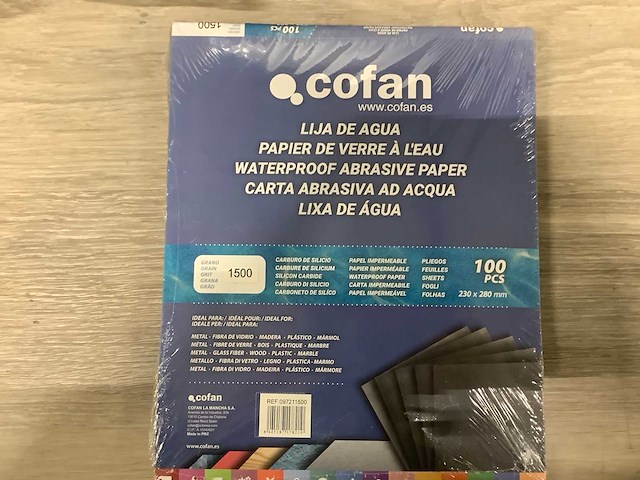 1500
100 PCS
cofan
cofan
www.cofan.es
LIJA DE AGUA
PAPIER DE VERRE À L'EAU
WATERPROOF ABRASIVE PAPER
CARTA ABRASIVA AD ACQUA
LIXA DE ÁGUA
GRANO
GRAIN
GRIT
GRANA
GRÃO
1500
CARBURO DE SILICIO
CARBURE DE SILICIUM
SILICON CARBIDE
CARBURO DI SILICIO
CARBONETO DE SILÍCO
PAPEL IMPERMEABLE
PAPIER IMPERMÉABLE
WATERPROOF PAPER
CARTA IMPERMEABILE
PAPEL IMPERMEÁVEL
PLIEGOS
FEUILLES
SHEETS
FOGLI
FOLHAS
100
PCS
230 x 280 mm
IDEAL PARA: / IDÉAL POUR: / IDEAL FOR:
IDEALE PER: / IDEAL PARA:
METAL - FIBRA DE VIDRIO - MADERA - PLÁSTICO - MÁRMOL
MÉTAL - FIBRE DE VERRE - BOIS - PLASTIQUE - MARBRE
METAL - GLASS FIBER - WOOD - PLASTIC - MARBLE
METALLO - FIBRA DI VETRO - LEGNO - PLASTICA - MARMO
METAL - FIBRA DI VIDRO - MADEIRA - PLÁSTICO - MÁRMORE
cofan
COFAN LA MANCHA S.A.
Made in PRC
www.cofan.es
REF. 097211500